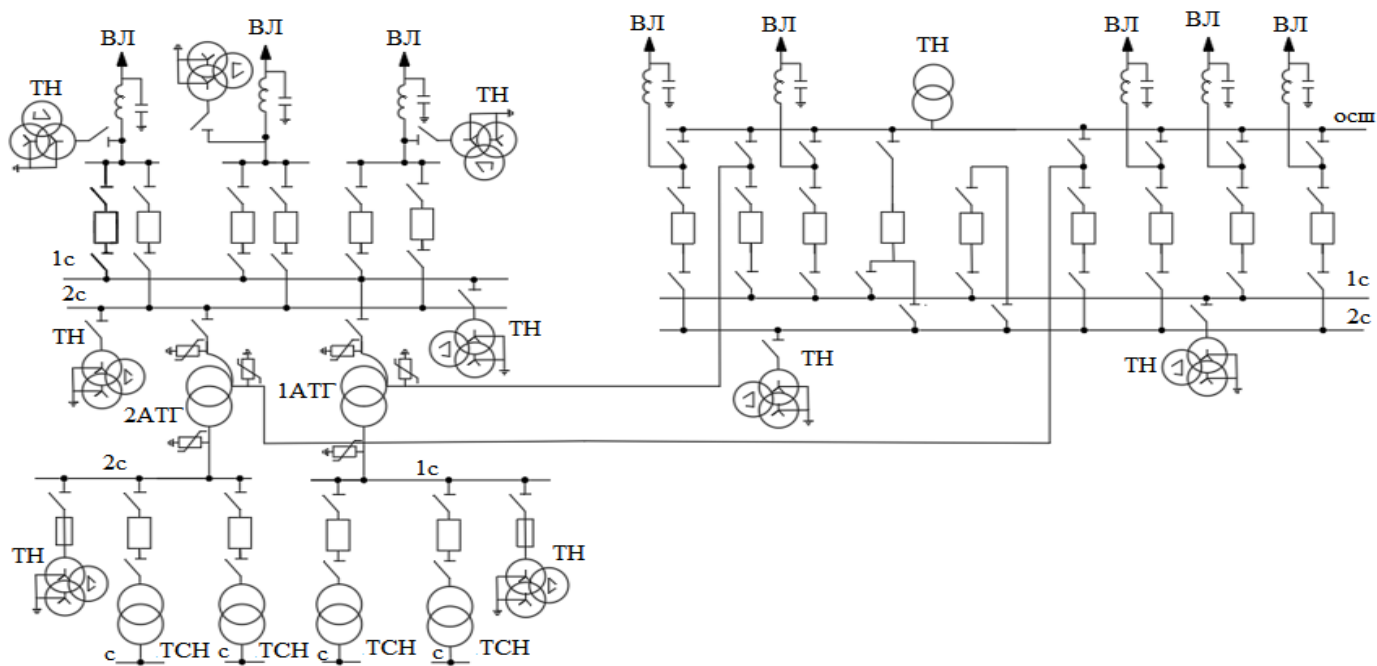 ВЛ ВЛ ВЛ ВЛ ВЛ ВЛ ВЛ ВЛ
ТН ТН ТН
осш
1с
2с
1с
2с
ТН ТН ТН ТН
2АТГ 1АТГ
2с 1с
ТН ТН
с ТСН с ТСН с ТСН с ТСН